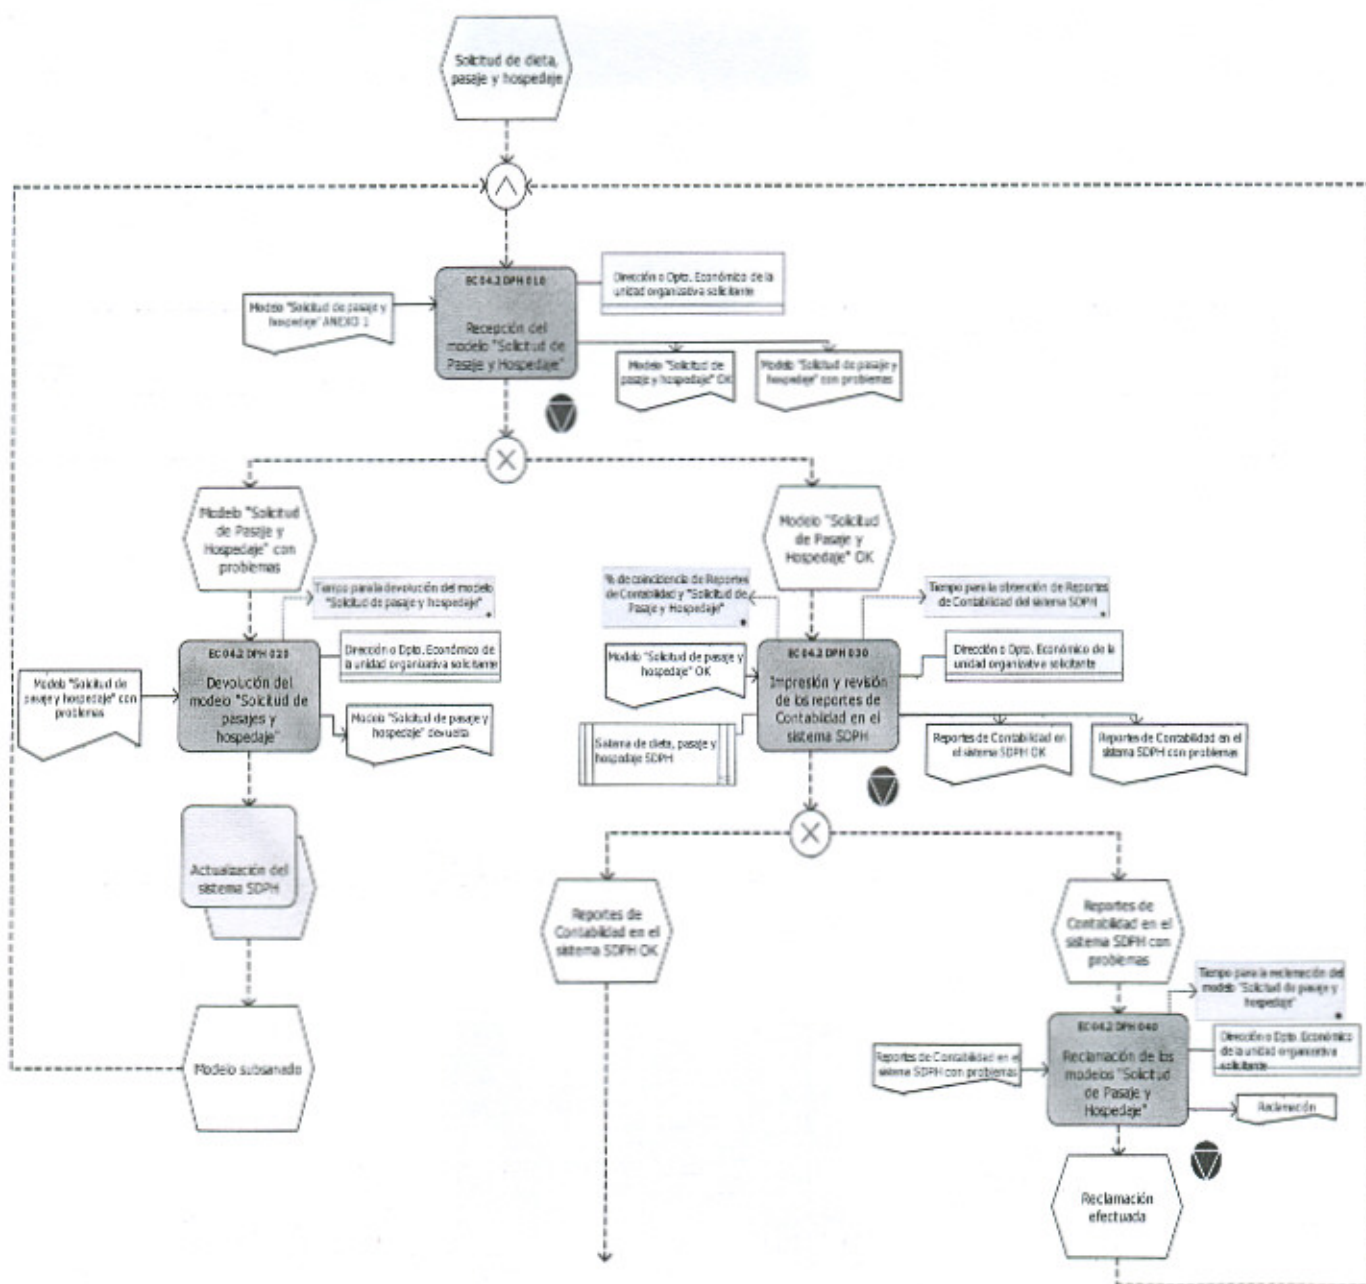 Solicitud de dieta,
pasaje y hospedaje
EC 04.2 DPH 010
Recepción del
modelo "Solicitud de
Pasaje y Hospedaje"
Dirección o Dpto. Económico de la
unidad organizativa solicitante
Modelo "Solicitud de pasaje y
hospedaje" ANEXO 1
Modelo "Solicitud de
pasaje y hospedaje" OK
Modelo "Solicitud de pasaje y
hospedaje" con problemas
Modelo "Solicitud
de Pasaje y
Hospedaje" con
problemas
Modelo "Solicitud
de Pasaje y
Hospedaje" OK
Tiempo para la devolución del modelo
"Solicitud de pasaje y hospedaje"
% de coincidencia de Reportes
de Contabilidad y "Solicitud de
Pasaje y Hospedaje"
Tiempo para la obtención de Reportes
de Contabilidad del sistema SDPH
EC 04.2 DPH 020
Devolución del
modelo "Solicitud de
pasajes y
hospedaje"
Dirección o Dpto. Económico de
la unidad organizativa solicitante
Modelo "Solicitud de
pasaje y hospedaje" con
problemas
Modelo "Solicitud de pasaje y
hospedaje" devuelta
Modelo "Solicitud de pasaje y
hospedaje" OK
EC 04.2 DPH 030
Impresión y revisión
de los reportes de
Contabilidad en el
sistema SDPH
Dirección o Dpto. Económico de la
unidad organizativa solicitante
Sistema de dieta, pasaje y
hospedaje SDPH
Reportes de Contabilidad en
el sistema SDPH OK
Reportes de Contabilidad en el
sistema SDPH con problemas
Actualización del
sistema SDPH
Reportes de
Contabilidad en el
sistema SDPH OK
Reportes de
Contabilidad en el
sistema SDPH con
problemas
Tiempo para la reclamación del
modelo "Solicitud de pasaje y
hospedaje"
EC 04.2 DPH 040
Reclamación de los
modelos "Solicitud
de Pasaje y
Hospedaje"
Dirección o Dpto. Económico
de la unidad organizativa
solicitante
Reportes de Contabilidad en el
sistema SDPH con problemas
Reclamación
Modelo subsanado
Reclamación
efectuada